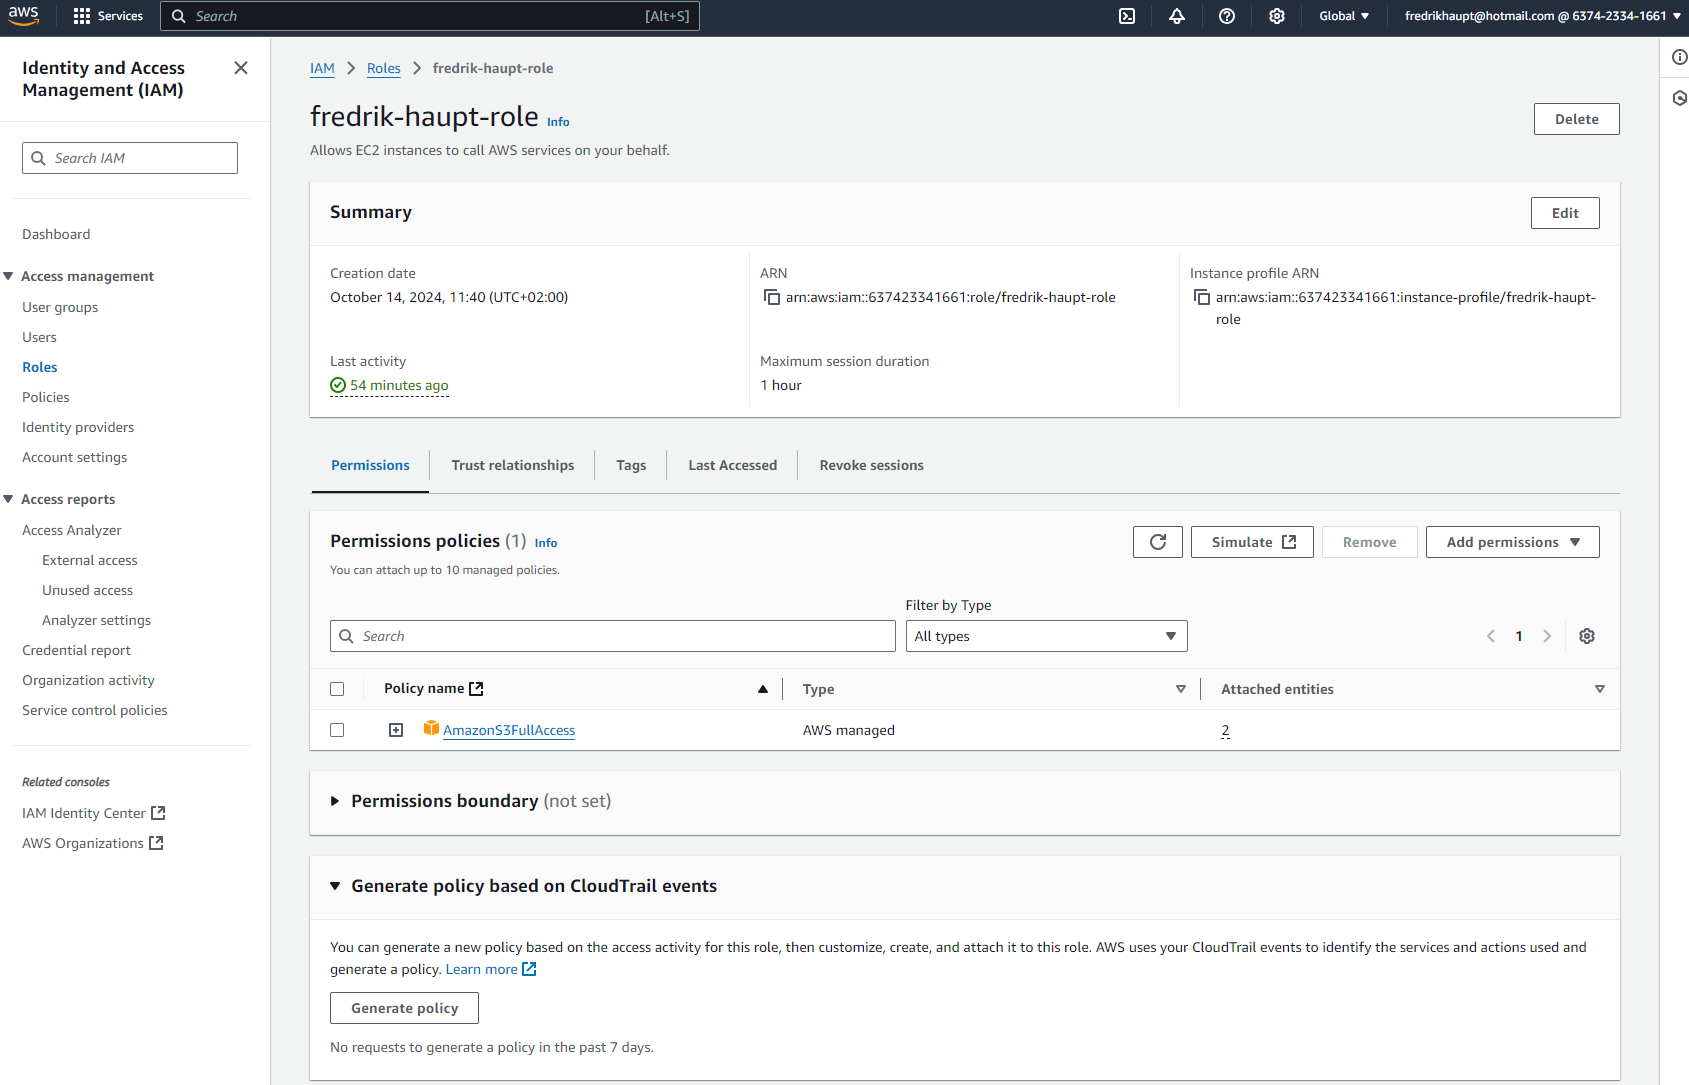 aws
Services
Search [Alt+S]
Global
fredrikhaupt@hotmail.com @ 6374-2334-1661
Identity and Access
Management (IAM)
Search IAM
Dashboard
Access management
User groups
Users
Roles
Policies
Identity providers
Account settings
Access reports
Access Analyzer
External access
Unused access
Analyzer settings
Credential report
Organization activity
Service control policies
Related consoles
IAM Identity Center
AWS Organizations
IAM > Roles > fredrik-haupt-role
fredrik-haupt-role Info
Delete
Allows EC2 instances to call AWS services on your behalf.
Summary
Edit
Creation date
October 14, 2024, 11:40 (UTC+02:00)
ARN
arn:aws:iam::637423341661:role/fredrik-haupt-role
Instance profile ARN
arn:aws:iam::637423341661:instance-profile/fredrik-haupt-
role
Last activity
54 minutes ago
Maximum session duration
1 hour
Permissions
Trust relationships
Tags
Last Accessed
Revoke sessions
Permissions policies (1) Info
Simulate
Remove
Add permissions
You can attach up to 10 managed policies.
Filter by Type
Search
All types
1
Policy name
Type
Attached entities
AmazonS3FullAccess
AWS managed
2
Permissions boundary (not set)
Generate policy based on CloudTrail events
You can generate a new policy based on the access activity for this role, then customize, create, and attach it to this role. AWS uses your CloudTrail events to identify the services and actions used and
generate a policy. Learn more
Generate policy
No requests to generate a policy in the past 7 days.